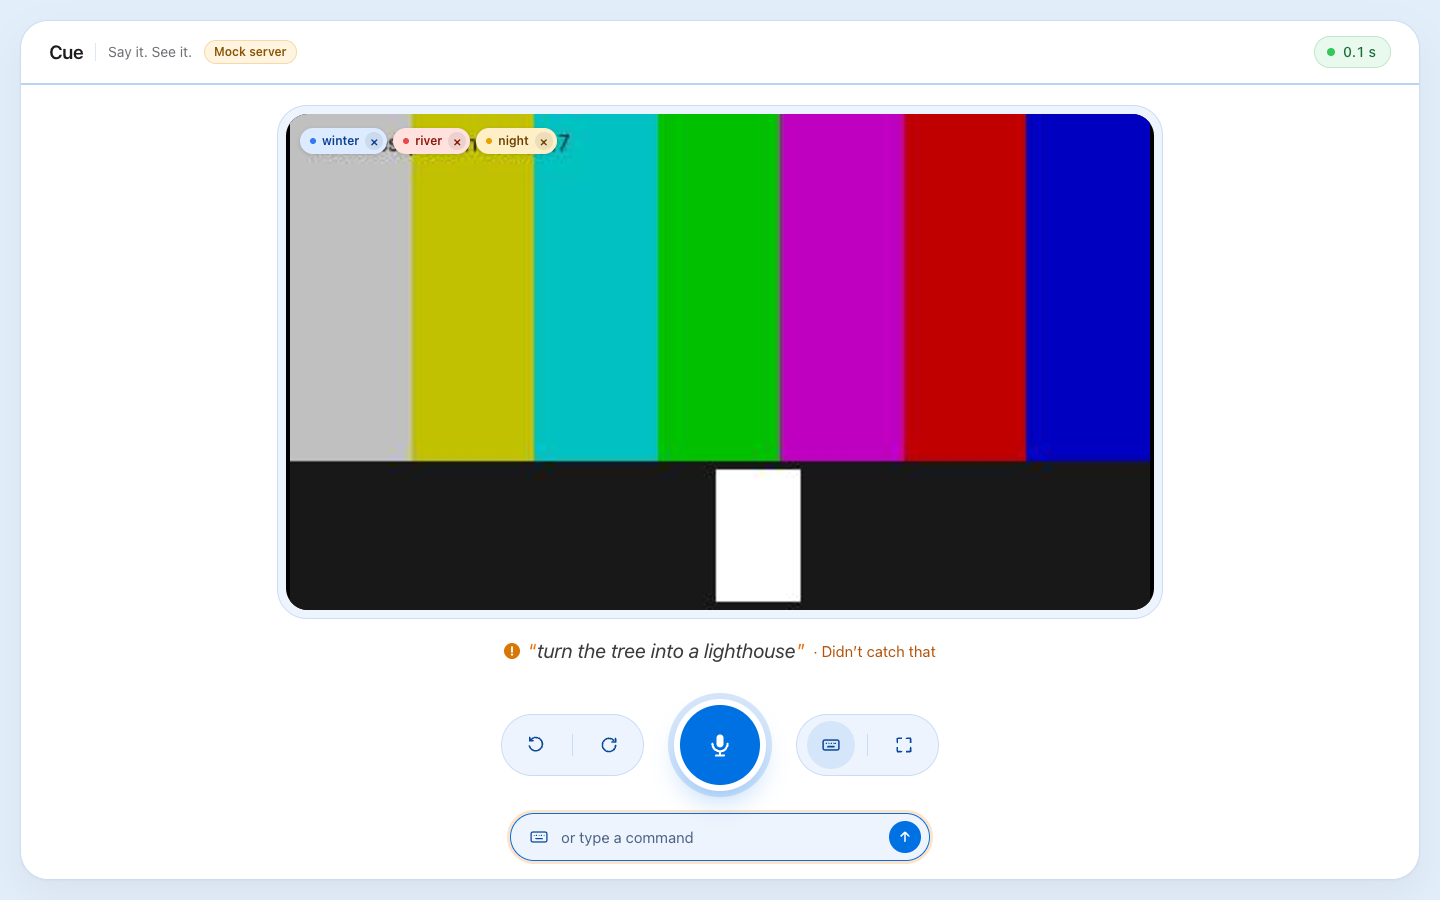 Cue
Say it. See it.
Mock server
0.1 s
winter ×
river ×
night ×
7
"turn the tree into a lighthouse" · Didn't catch that
or type a command